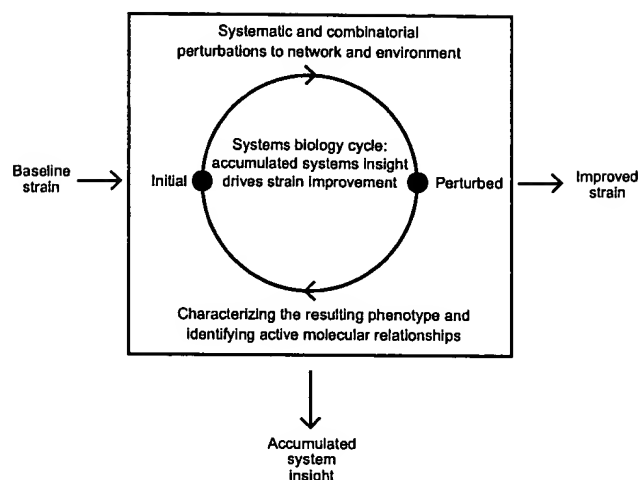 Systematic and combinatorial
perturbations to network and environment
Systems biology cycle:
accumulated systems insight
drives strain improvement
Baseline
strain
Initial
Perturbed
Improved
strain
Characterizing the resulting phenotype and
identifying active molecular relationships
Accumulated
system
insight